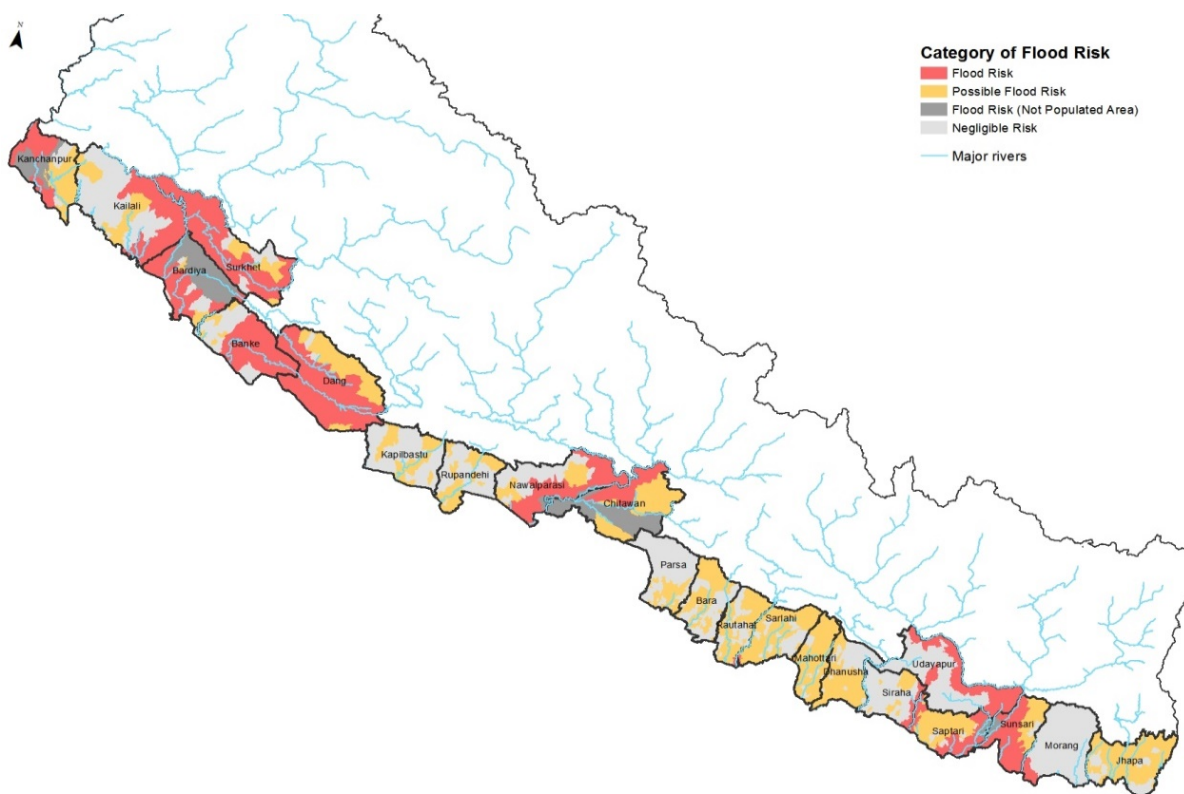 N
Category of Flood Risk
Flood Risk
Possible Flood Risk
Flood Risk (Not Populated Area)
Negligible Risk
Major rivers
Kanchanpur
Kailali
Surkhet
Bardiya
Banke
Dang
Kapilbastu
Rupandehi
Nawalparasi
Chitawan
Parsa
Bara
Rautahat
Sarlahi
Mahottari
Dhanusha
Siraha
Udayapur
Saptari
Sunsari
Morang
Jhapa